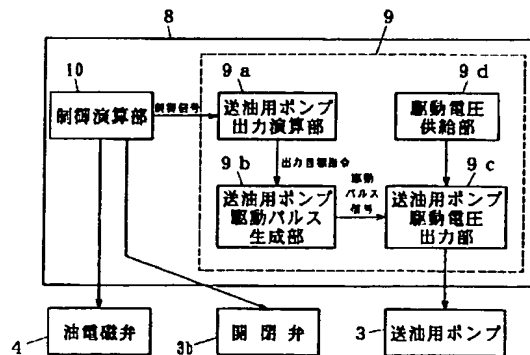 8
9
10
9a
9d
制御演算部
制御信号
送油用ポンプ
出力演算部
駆動電圧
供給部
出力目標指令
9b
9c
送油用ポンプ
駆動パルス
生成部
駆動
パルス
信号
送油用ポンプ
駆動電圧
出力部
4
油電磁弁
3b
開閉弁
3
送油用ポンプ